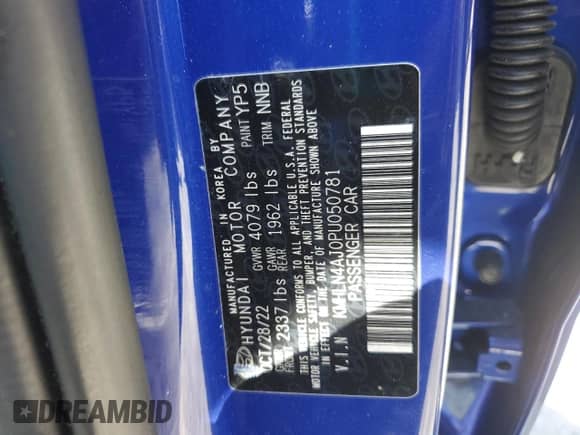 MANUFACTURED IN KOREA BY
HYUNDAI MOTOR COMPANY
OCT/28/22 GVWR 4079 lbs PAINT YP5
2337 lbs GAWR REAR 1962 lbs TRIM NNB
THIS VEHICLE CONFORMS TO ALL APPLICABLE U.S.A. FEDERAL
MOTOR VEHICLE SAFETY, BUMPER, AND THEFT PREVENTION STANDARDS
IN EFFECT ON THE DATE OF MANUFACTURE SHOWN ABOVE
V.I.N KMHLN4AJ0PU050781
PASSENGER CAR
DREAMBID